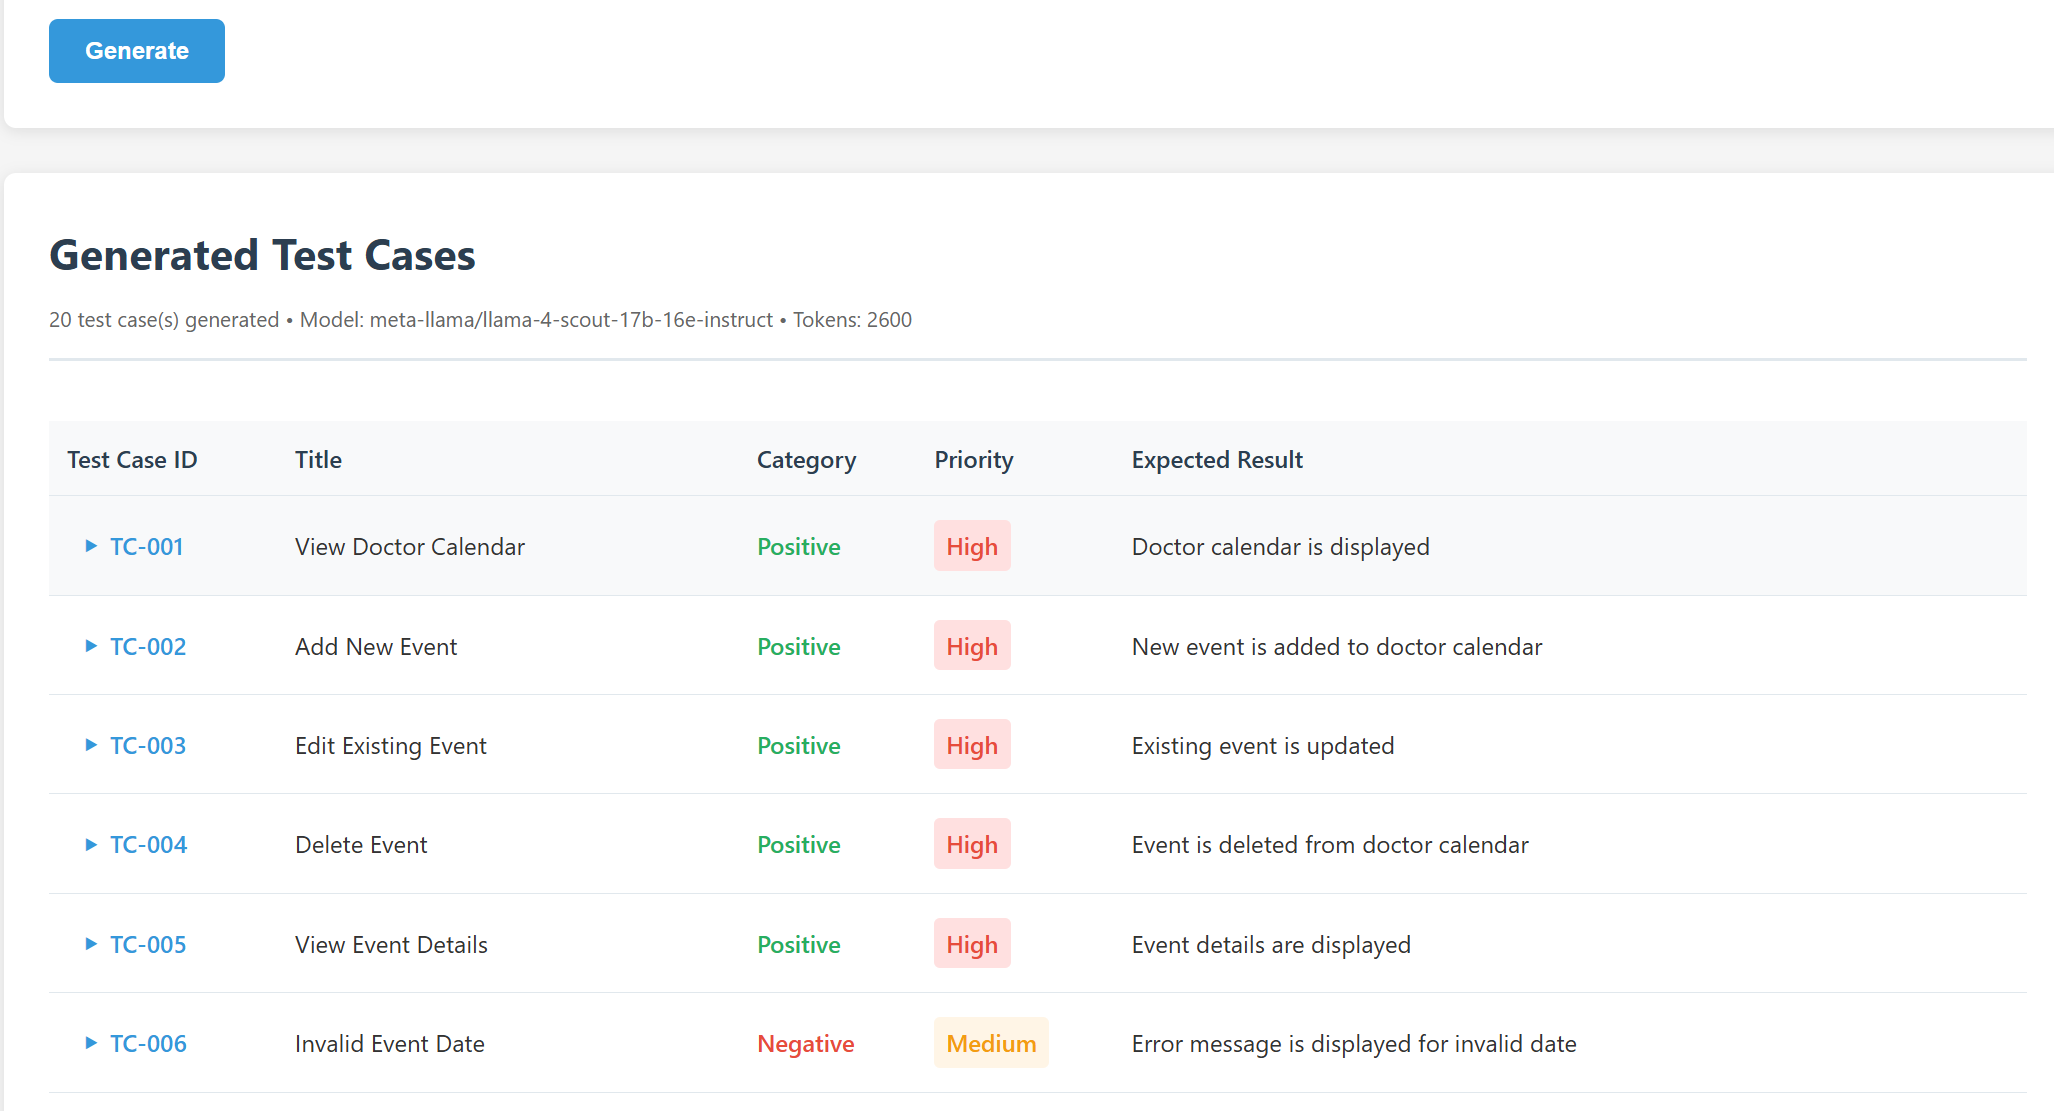 Generate
Generated Test Cases
20 test case(s) generated • Model: meta-llama/llama-4-scout-17b-16e-instruct • Tokens: 2600
Test Case ID Title Category Priority Expected Result
▶ TC-001 View Doctor Calendar Positive High Doctor calendar is displayed
▶ TC-002 Add New Event Positive High New event is added to doctor calendar
▶ TC-003 Edit Existing Event Positive High Existing event is updated
▶ TC-004 Delete Event Positive High Event is deleted from doctor calendar
▶ TC-005 View Event Details Positive High Event details are displayed
▶ TC-006 Invalid Event Date Negative Medium Error message is displayed for invalid date